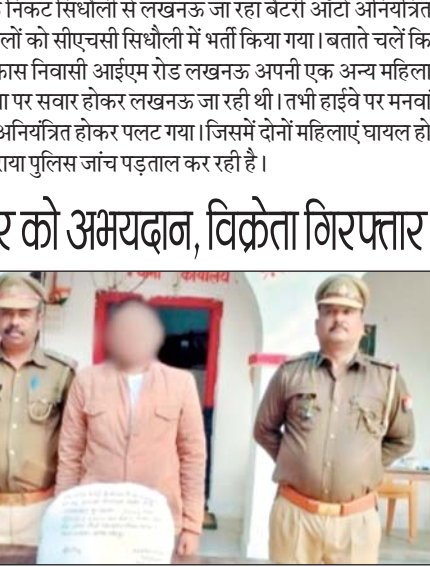 निकट सिधौली से लखनऊ जा रहा बैटरी ऑटो अनियंत्रित
लों को सीएचसी सिधौली में भर्ती किया गया। बताते चलें कि
कास निवासी आईएम रोड लखनऊ अपनी एक अन्य महिला
पर सवार होकर लखनऊ जा रही थी। तभी हाईवे पर मनवां
अनियंत्रित होकर पलट गया। जिसमें दोनों महिलाएं घायल हो
राया पुलिस जांच पड़ताल कर रही है।
र को अभयदान, विक्रेता गिरफ्तार
कार्यालय